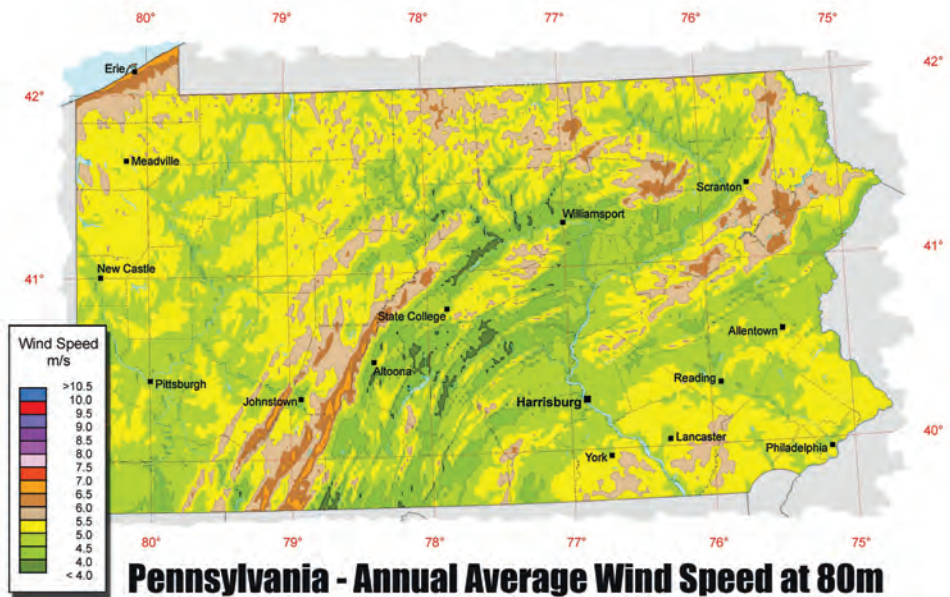 80° 79° 78° 77° 76° 75°
42°
42°
41°
41°
40°
Erie
Meadville
Scranton
Williamsport
New Castle
State College
Allentown
Altoona
Pittsburgh
Reading
Johnstown
Harrisburg
Lancaster
Philadelphia
York
Wind Speed
m/s
>10.5
10.0
9.5
9.0
8.5
8.0
7.5
7.0
6.5
6.0
5.5
5.0
4.5
4.0
< 4.0
80° 79° 78° 77° 76° 75°
Pennsylvania - Annual Average Wind Speed at 80m